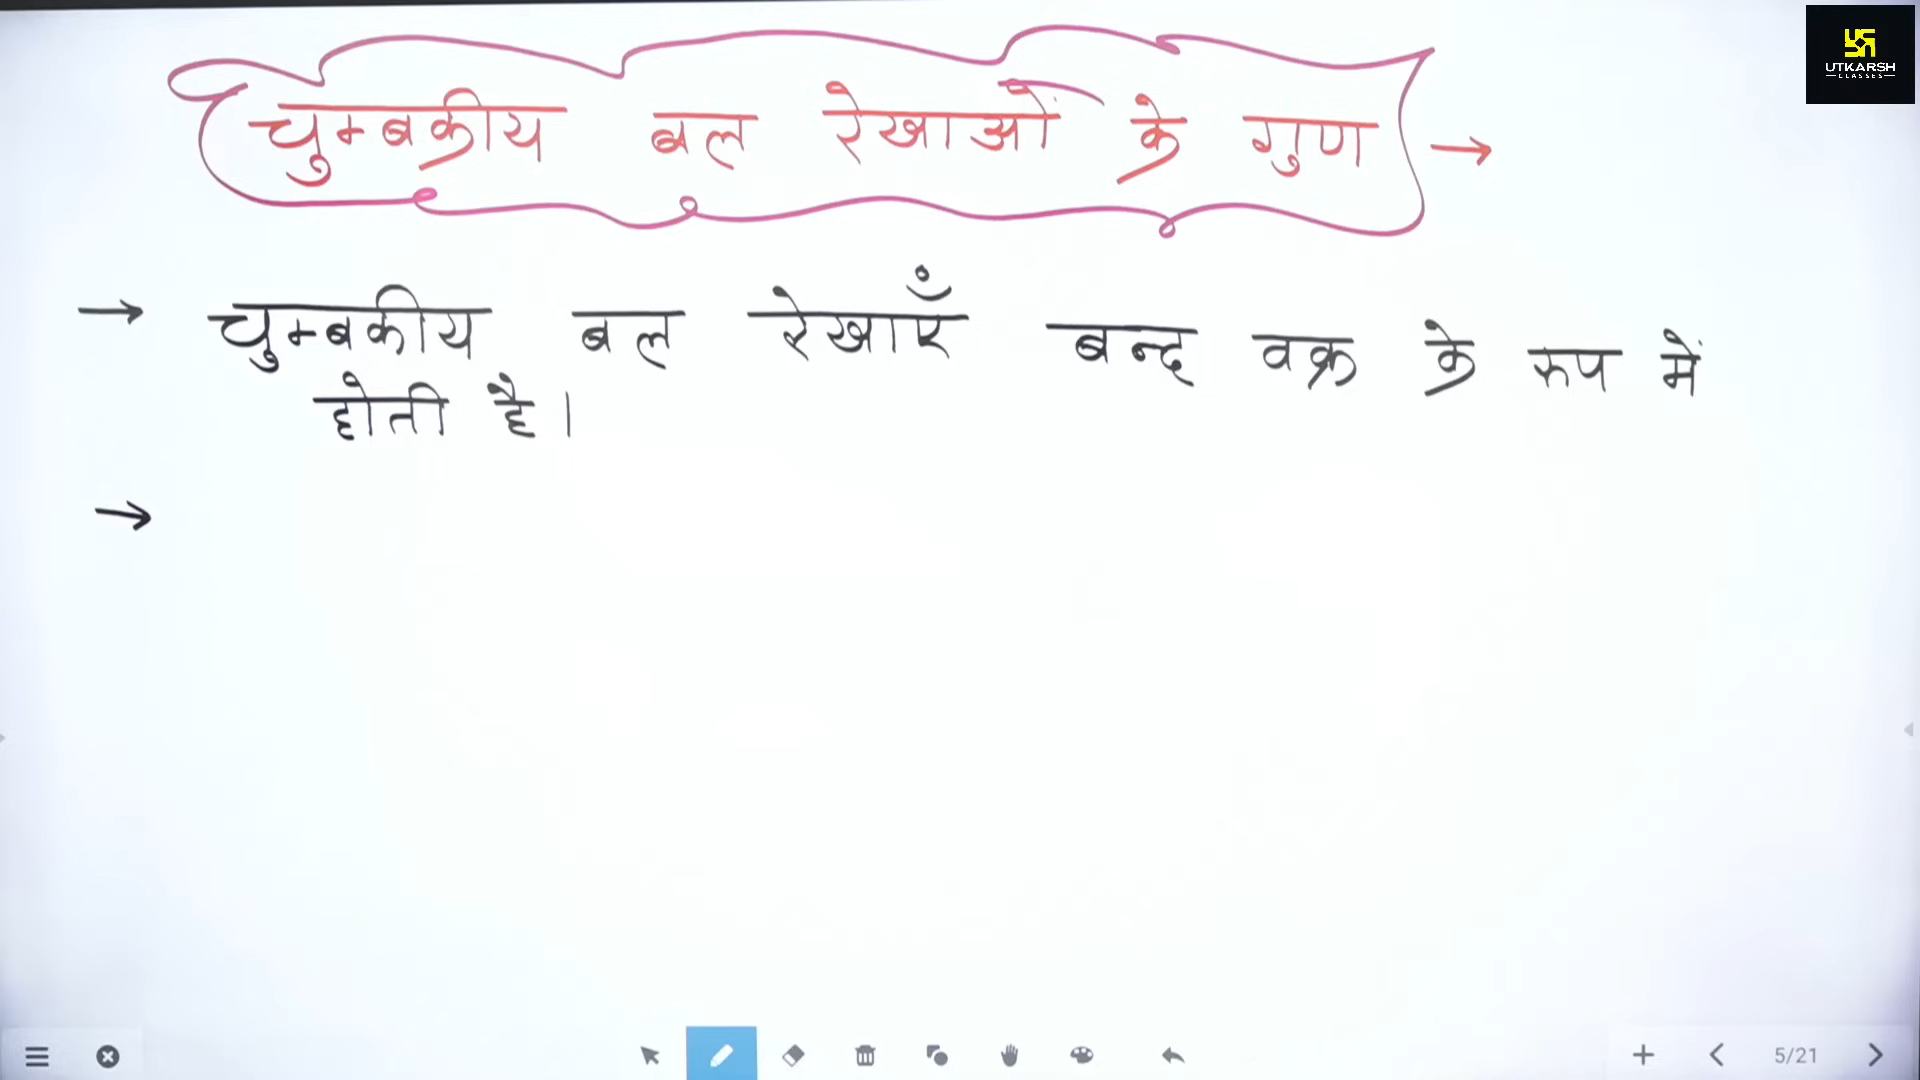 UTKARSH
CLASSES
चुम्बकीय बल रेखाओं के गुण →
→ चुम्बकीय बल रेखाएँ बन्द वक्र के रूप में
होती है।
→
5/21